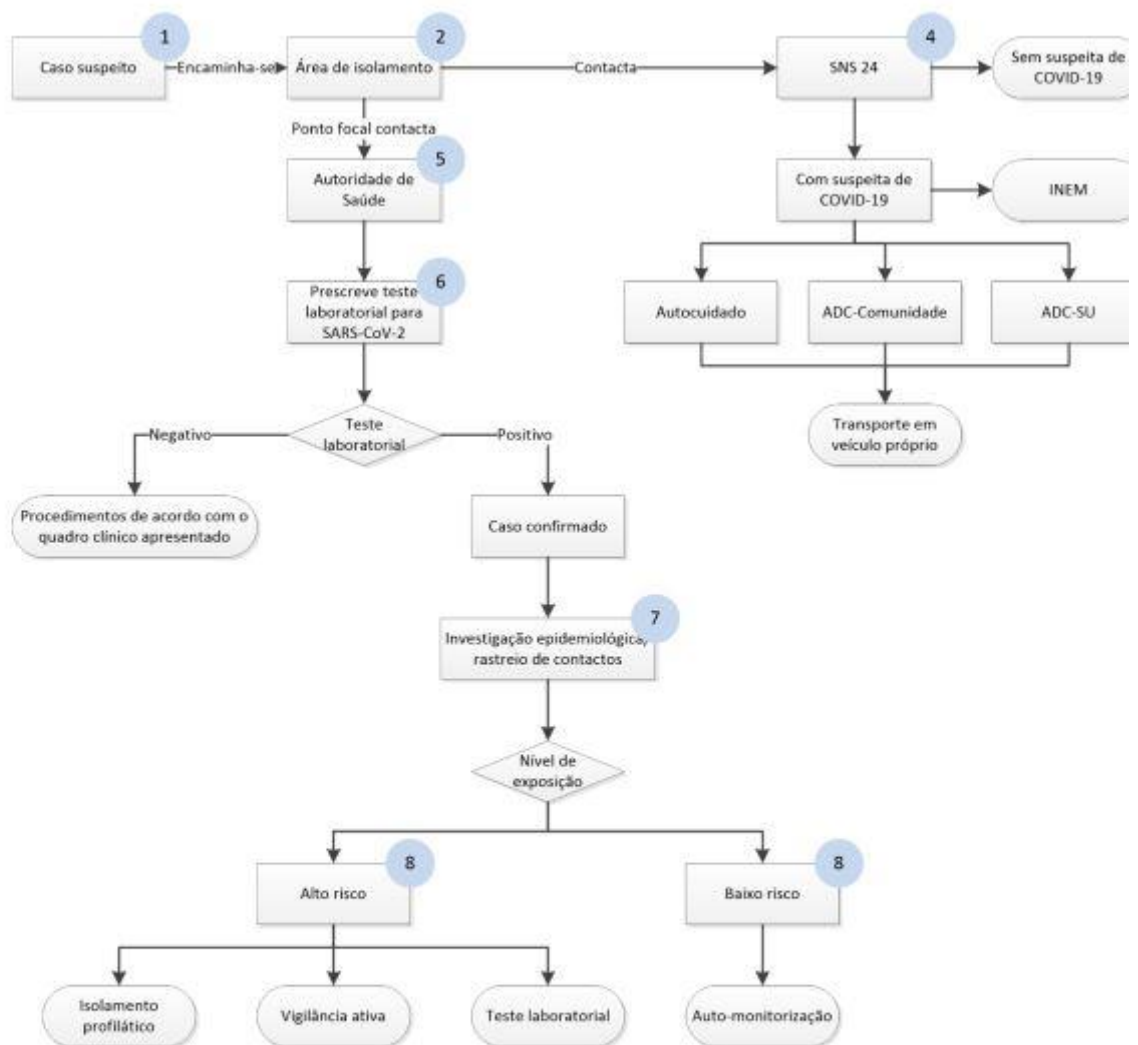 1
2
4
Caso suspeito
Encaminha-se
Área de isolamento
Contacta
SNS 24
Sem suspeita de
COVID-19
Ponto focal contacta
5
Autoridade de
Saúde
Com suspeita de
COVID-19
INEM
6
Prescreve teste
laboratorial para
SARS-CoV-2
Autocuidado
ADC-Comunidade
ADC-SU
Negativo
Teste
laboratorial
Positivo
Transporte em
veículo próprio
Procedimentos de acordo com o
quadro clínico apresentado
Caso confirmado
7
Investigação epidemiológica/
rastreio de contactos
Nível de
exposição
8
8
Alto risco
Baixo risco
Isolamento
profilático
Vigilância ativa
Teste laboratorial
Auto-monitorização